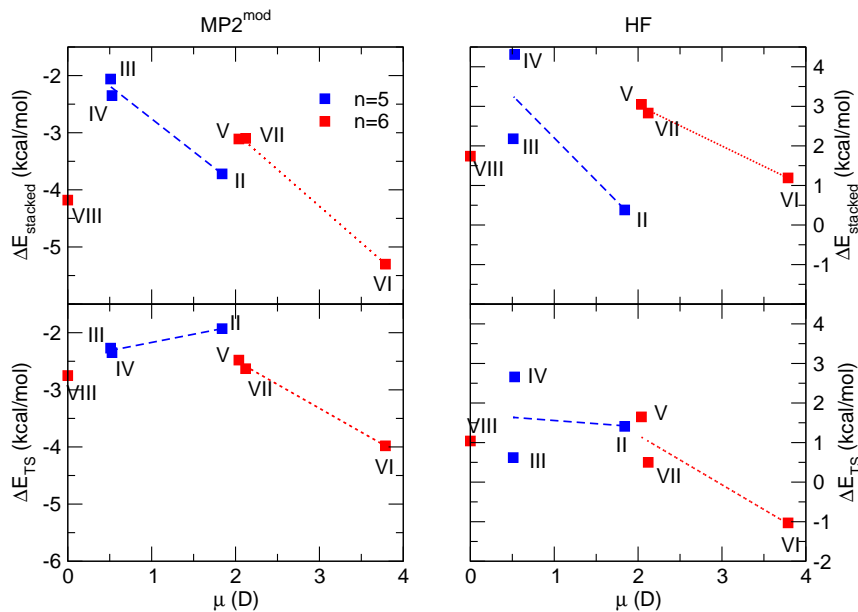 MP2^mod
HF
ΔE_stacked (kcal/mol)
-2
-3
-4
-5
III
IV
II
V
VII
VI
VIII
n=5
n=6
4
3
2
1
0
-1
ΔE_stacked (kcal/mol)
IV
III
II
V
VII
VI
VIII
ΔE_TS (kcal/mol)
-2
-3
-4
-5
-6
III
IV
II
V
VII
VI
VIII
0
1
2
3
4
μ (D)
4
3
2
1
0
-1
-2
ΔE_TS (kcal/mol)
VIII
IV
III
II
V
VII
VI
0
1
2
3
4
μ (D)